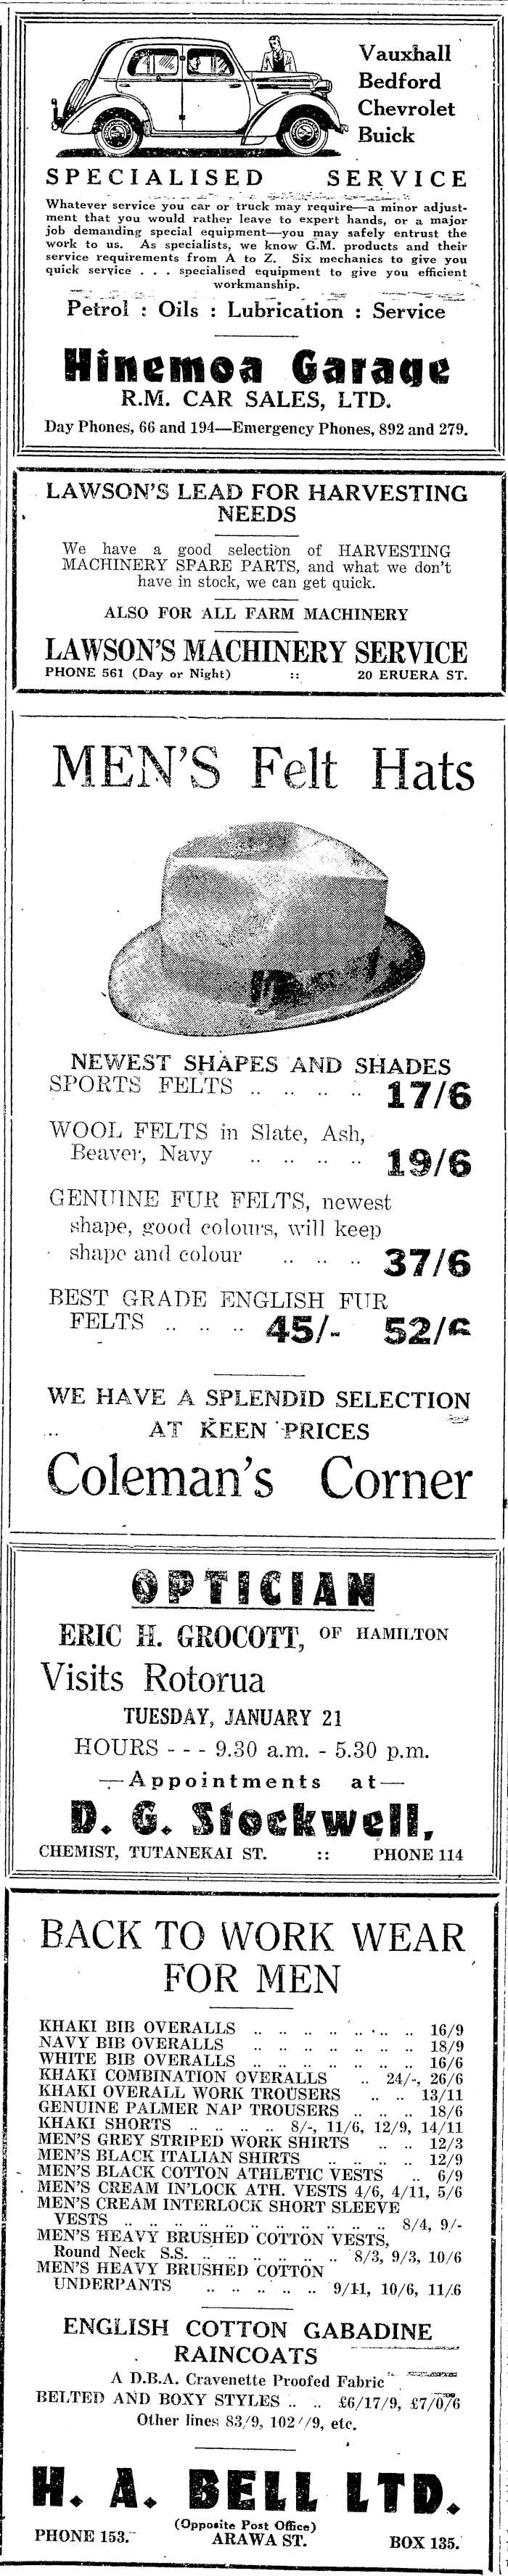 Vauxhall
Bedford
Chevrolet
Buick
SPECIALISED SERVICE
Whatever service you car or truck may require—a minor adjust-
ment that you would rather leave to expert hands, or a major
job demanding special equipment—you may safely entrust the
work to us. As specialists, we know G.M. products and their
service requirements from A to Z. Six mechanics to give you
quick service . . . specialised equipment to give you efficient
workmanship.
Petrol : Oils : Lubrication : Service
Hinemoa Garage
R.M. CAR SALES, LTD.
Day Phones, 66 and 194—Emergency Phones, 892 and 279.
LAWSON'S LEAD FOR HARVESTING
NEEDS
We have a good selection of HARVESTING
MACHINERY SPARE PARTS, and what we don't
have in stock, we can get quick.
ALSO FOR ALL FARM MACHINERY
LAWSON'S MACHINERY SERVICE
PHONE 561 (Day or Night) :: 20 ERUERA ST.
MEN'S Felt Hats
NEWEST SHAPES AND SHADES
SPORTS FELTS .. .. .. .. 17/6
WOOL FELTS in Slate, Ash,
Beaver, Navy .. .. .. .. 19/6
GENUINE FUR FELTS, newest
shape, good colours, will keep
shape and colour .. .. .. 37/6
BEST GRADE ENGLISH FUR
FELTS .. .. .. 45/- 52/6
WE HAVE A SPLENDID SELECTION
AT KEEN PRICES
Coleman's Corner
OPTICIAN
ERIC H. GROCOTT, OF HAMILTON
Visits Rotorua
TUESDAY, JANUARY 21
HOURS - - - 9.30 a.m. - 5.30 p.m.
—Appointments at—
D. G. Stockwell,
CHEMIST, TUTANEKAI ST. :: PHONE 114
BACK TO WORK WEAR
FOR MEN
KHAKI BIB OVERALLS .. .. .. .. .. .. .. 16/9
NAVY BIB OVERALLS .. .. .. .. .. .. .. 18/9
WHITE BIB OVERALLS .. .. .. .. .. .. .. 16/6
KHAKI COMBINATION OVERALLS .. 24/-, 26/6
KHAKI OVERALL WORK TROUSERS .. .. 13/11
GENUINE PALMER NAP TROUSERS .. .. .. 18/6
KHAKI SHORTS .. .. .. .. 8/-, 11/6, 12/9, 14/11
MEN'S GREY STRIPED WORK SHIRTS .. .. 12/3
MEN'S BLACK ITALIAN SHIRTS .. .. .. .. 12/9
MEN'S BLACK COTTON ATHLETIC VESTS .. 6/9
MEN'S CREAM IN'LOCK ATH. VESTS 4/6, 4/11, 5/6
MEN'S CREAM INTERLOCK SHORT SLEEVE
VESTS .. .. .. .. .. .. .. .. .. .. .. 8/4, 9/-
MEN'S HEAVY BRUSHED COTTON VESTS,
Round Neck S.S. .. .. .. .. .. .. 8/3, 9/3, 10/6
MEN'S HEAVY BRUSHED COTTON
UNDERPANTS .. .. .. .. .. 9/11, 10/6, 11/6
ENGLISH COTTON GABADINE
RAINCOATS
A D.B.A. Cravenette Proofed Fabric
BELTED AND BOXY STYLES .. .. £6/17/9, £7/0/6
Other lines 83/9, 102/9, etc.
H. A. BELL LTD.
(Opposite Post Office)
PHONE 153. ARAWA ST. BOX 135.